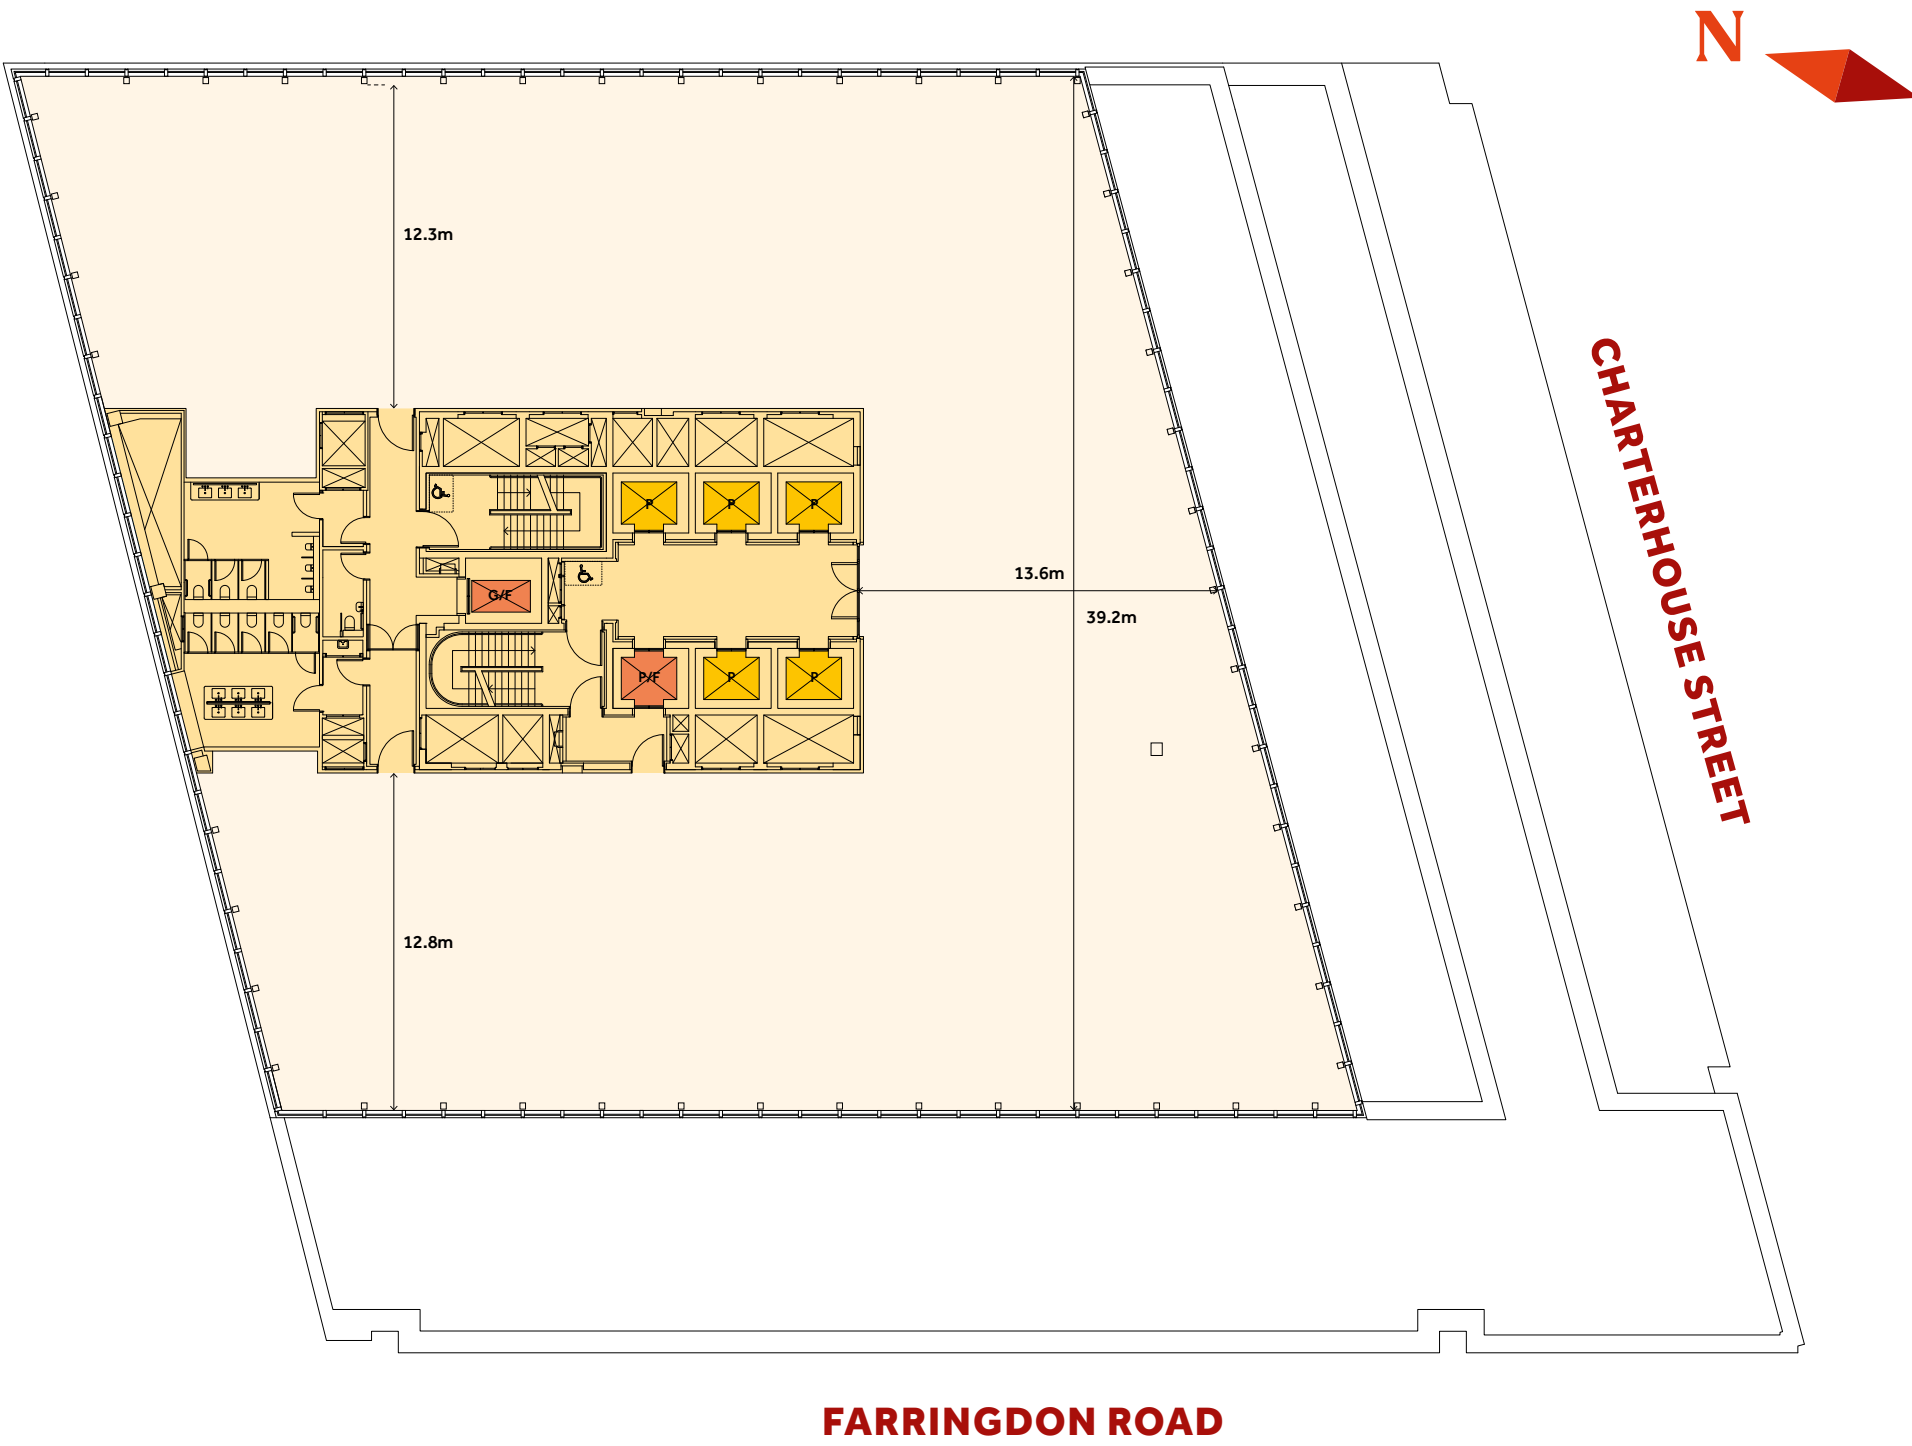 N
12.3m
CHARTERHOUSE STREET
P
P
P
G/F
13.6m
39.2m
P/F
P
P
12.8m
FARRINGDON ROAD